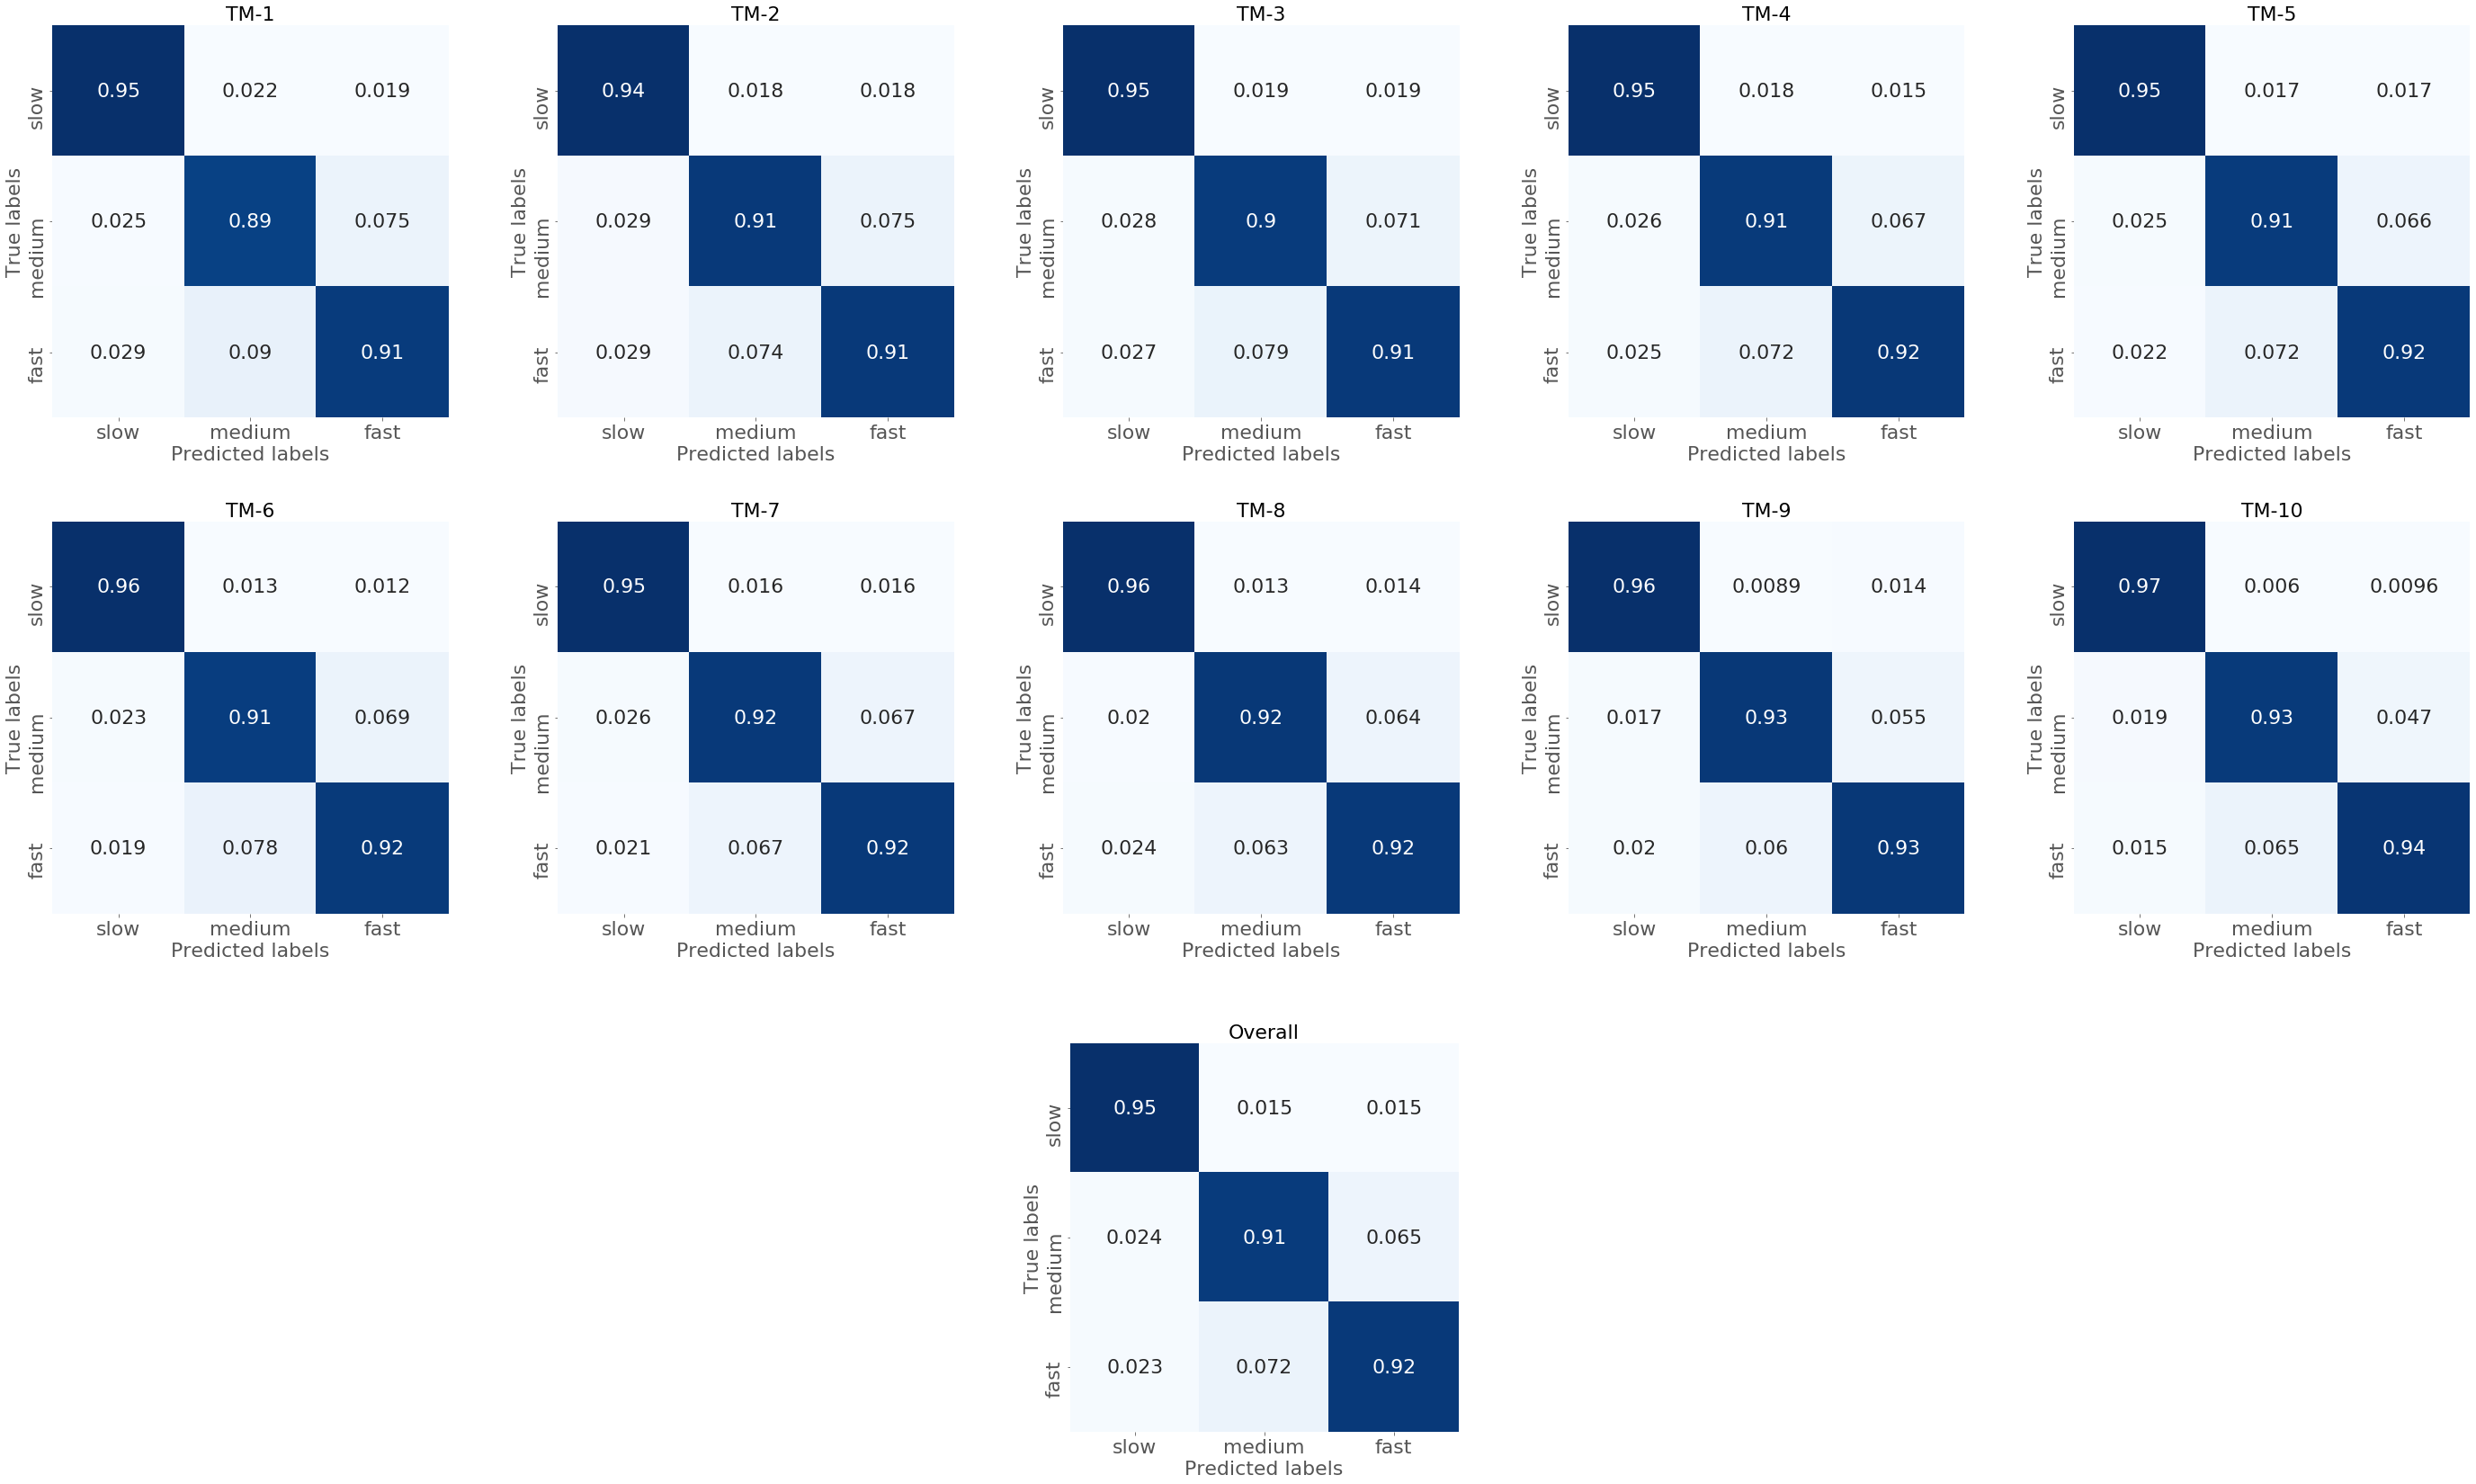 TM-1 TM-2 TM-3 TM-4 TM-5
slow 0.95 0.022 0.019 slow 0.94 0.018 0.018 slow 0.95 0.019 0.019 slow 0.95 0.018 0.015 slow 0.95 0.017 0.017
True labels True labels True labels True labels True labels
medium 0.025 0.89 0.075 medium 0.029 0.91 0.075 medium 0.028 0.9 0.071 medium 0.026 0.91 0.067 medium 0.025 0.91 0.066
fast 0.029 0.09 0.91 fast 0.029 0.074 0.91 fast 0.027 0.079 0.91 fast 0.025 0.072 0.92 fast 0.022 0.072 0.92
slow medium fast slow medium fast slow medium fast slow medium fast slow medium fast
Predicted labels Predicted labels Predicted labels Predicted labels Predicted labels
TM-6 TM-7 TM-8 TM-9 TM-10
slow 0.96 0.013 0.012 slow 0.95 0.016 0.016 slow 0.96 0.013 0.014 slow 0.96 0.0089 0.014 slow 0.97 0.006 0.0096
True labels True labels True labels True labels True labels
medium 0.023 0.91 0.069 medium 0.026 0.92 0.067 medium 0.02 0.92 0.064 medium 0.017 0.93 0.055 medium 0.019 0.93 0.047
fast 0.019 0.078 0.92 fast 0.021 0.067 0.92 fast 0.024 0.063 0.92 fast 0.02 0.06 0.93 fast 0.015 0.065 0.94
slow medium fast slow medium fast slow medium fast slow medium fast slow medium fast
Predicted labels Predicted labels Predicted labels Predicted labels Predicted labels
Overall
slow 0.95 0.015 0.015
True labels
medium 0.024 0.91 0.065
fast 0.023 0.072 0.92
slow medium fast
Predicted labels